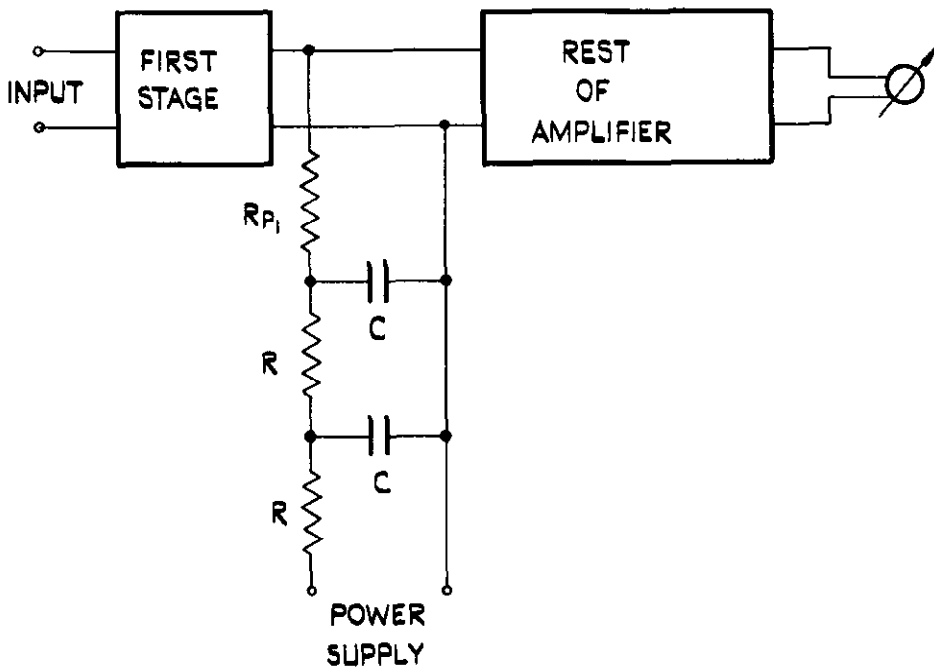 INPUT
FIRST
STAGE
REST
OF
AMPLIFIER
RP1
C
R
C
R
POWER
SUPPLY